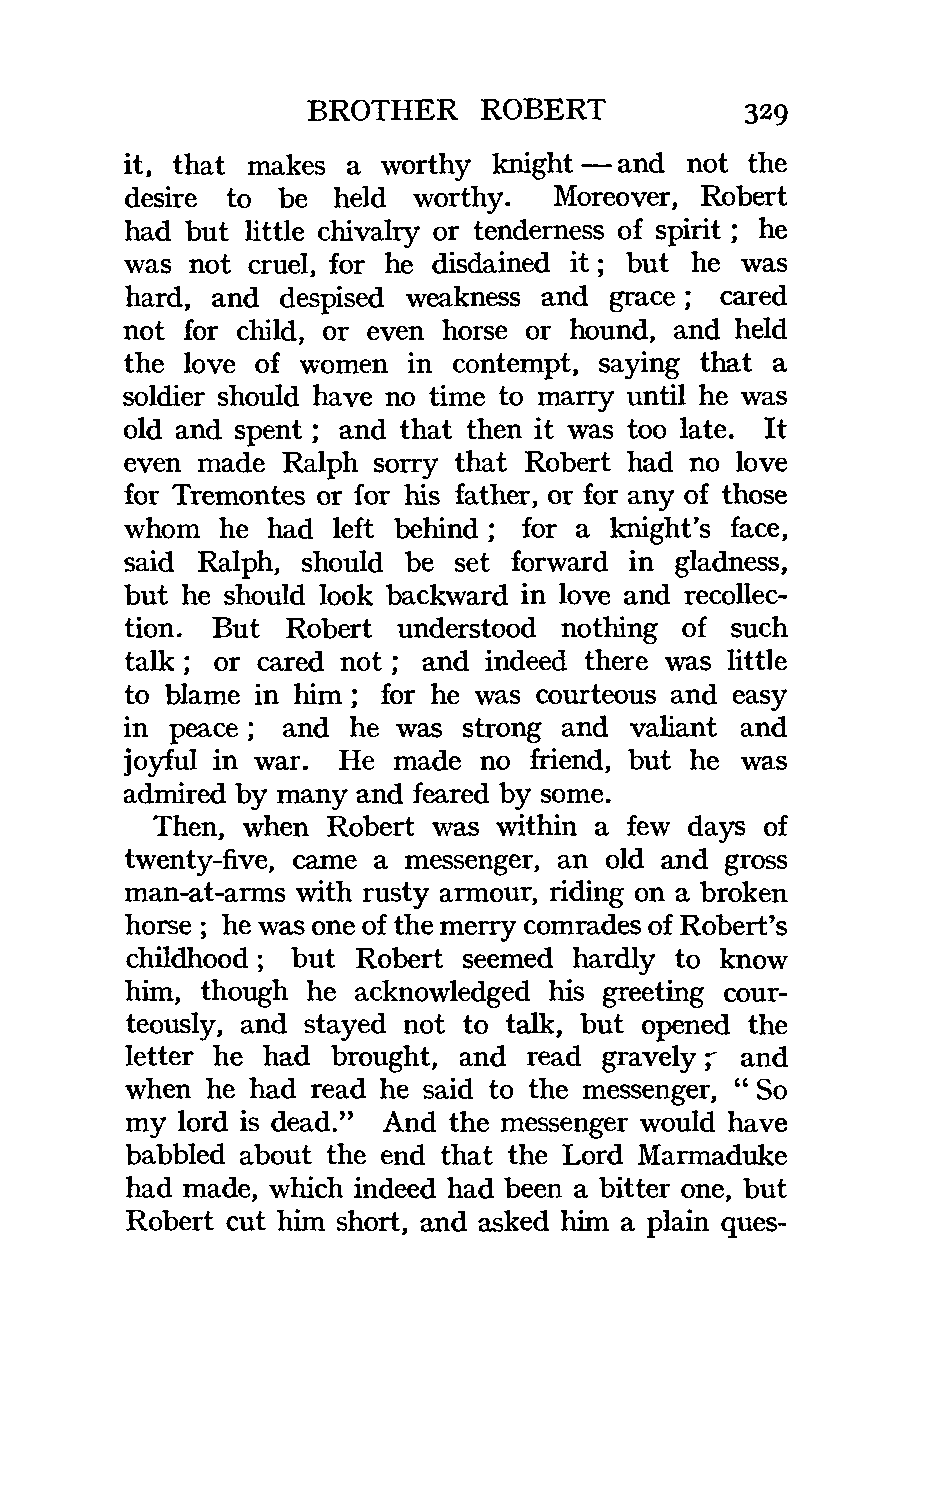 BROTHER ROBERT 329
it, that makes a worthy knight — and not the
desire to be held worthy. Moreover, Robert
had but little chivalry or tenderness of spirit ; he
was not cruel, for he disdained it ; but he was
hard, and despised weakness and grace ; cared
not for child, or even horse or hound, and held
the love of women in contempt, saying that a
soldier should have no time to marry until he was
old and spent ; and that then it was too late. It
even made Ralph sorry that Robert had no love
for Tremontes or for his father, or for any of those
whom he had left behind ; for a knight's face,
said Ralph, should be set forward in gladness,
but he should look backward in love and recollec-
tion. But Robert understood nothing of such
talk ; or cared not ; and indeed there was little
to blame in him ; for he was courteous and easy
in peace ; and he was strong and valiant and
joyful in war. He made no friend, but he was
admired by many and feared by some.
Then, when Robert was within a few days of
twenty-five, came a messenger, an old and gross
man-at-arms with rusty armour, riding on a broken
horse ; he was one of the merry comrades of Robert's
childhood ; but Robert seemed hardly to know
him, though he acknowledged his greeting cour-
teously, and stayed not to talk, but opened the
letter he had brought, and read gravely ; and
when he had read he said to the messenger, “ So
my lord is dead.” And the messenger would have
babbled about the end that the Lord Marmaduke
had made, which indeed had been a bitter one, but
Robert cut him short, and asked him a plain ques-